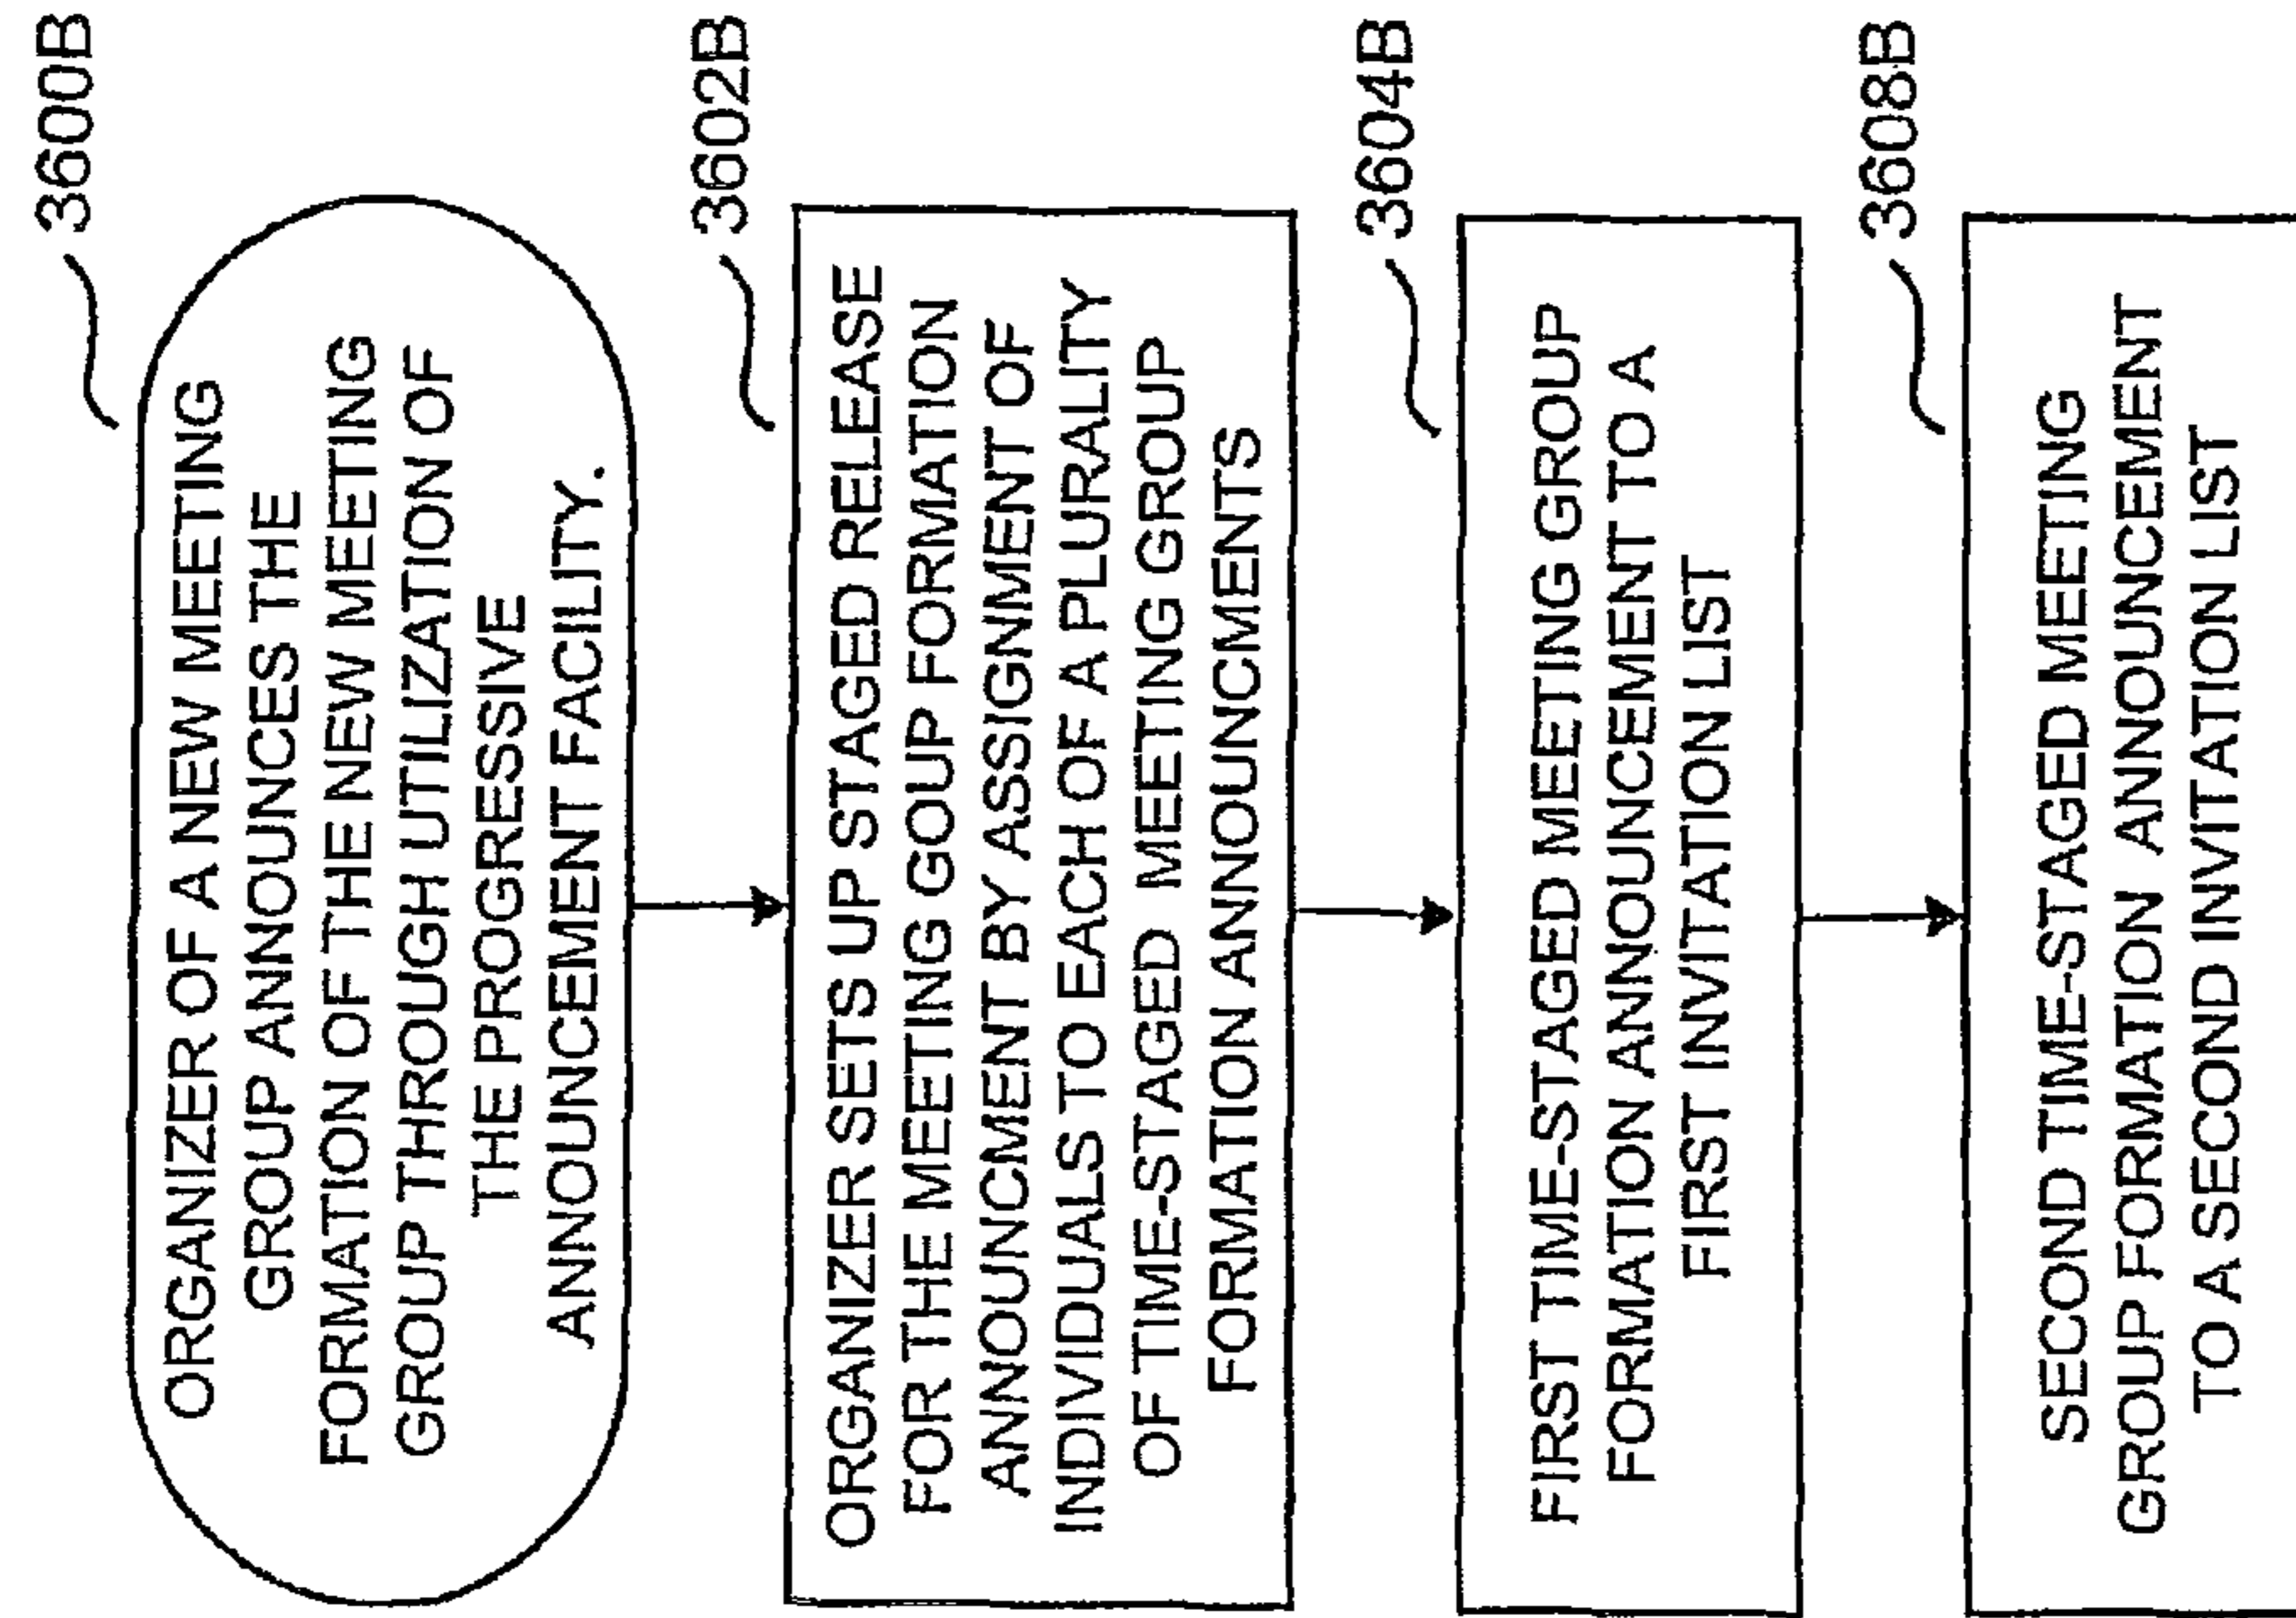 3600B
ORGANIZER OF A NEW MEETING
GROUP ANNOUNCES THE
FORMATION OF THE NEW MEETING
GROUP THROUGH UTILIZATION OF
THE PROGRESSIVE
ANNOUNCEMENT FACILITY.
3602B
ORGANIZER SETS UP STAGED RELEASE
FOR THE MEETING GOUP FORMATION
ANNOUNCMENT BY ASSIGNMENT OF
INDIVIDUALS TO EACH OF A PLURALITY
OF TIME-STAGED MEETING GROUP
FORMATION ANNOUNCMENTS
3604B
FIRST TIME-STAGED MEETING GROUP
FORMATION ANNOUNCEMENT TO A
FIRST INVITATION LIST
3608B
SECOND TIME-STAGED MEETING
GROUP FORMATION ANNOUNCEMENT
TO A SECOND INVITATION LIST